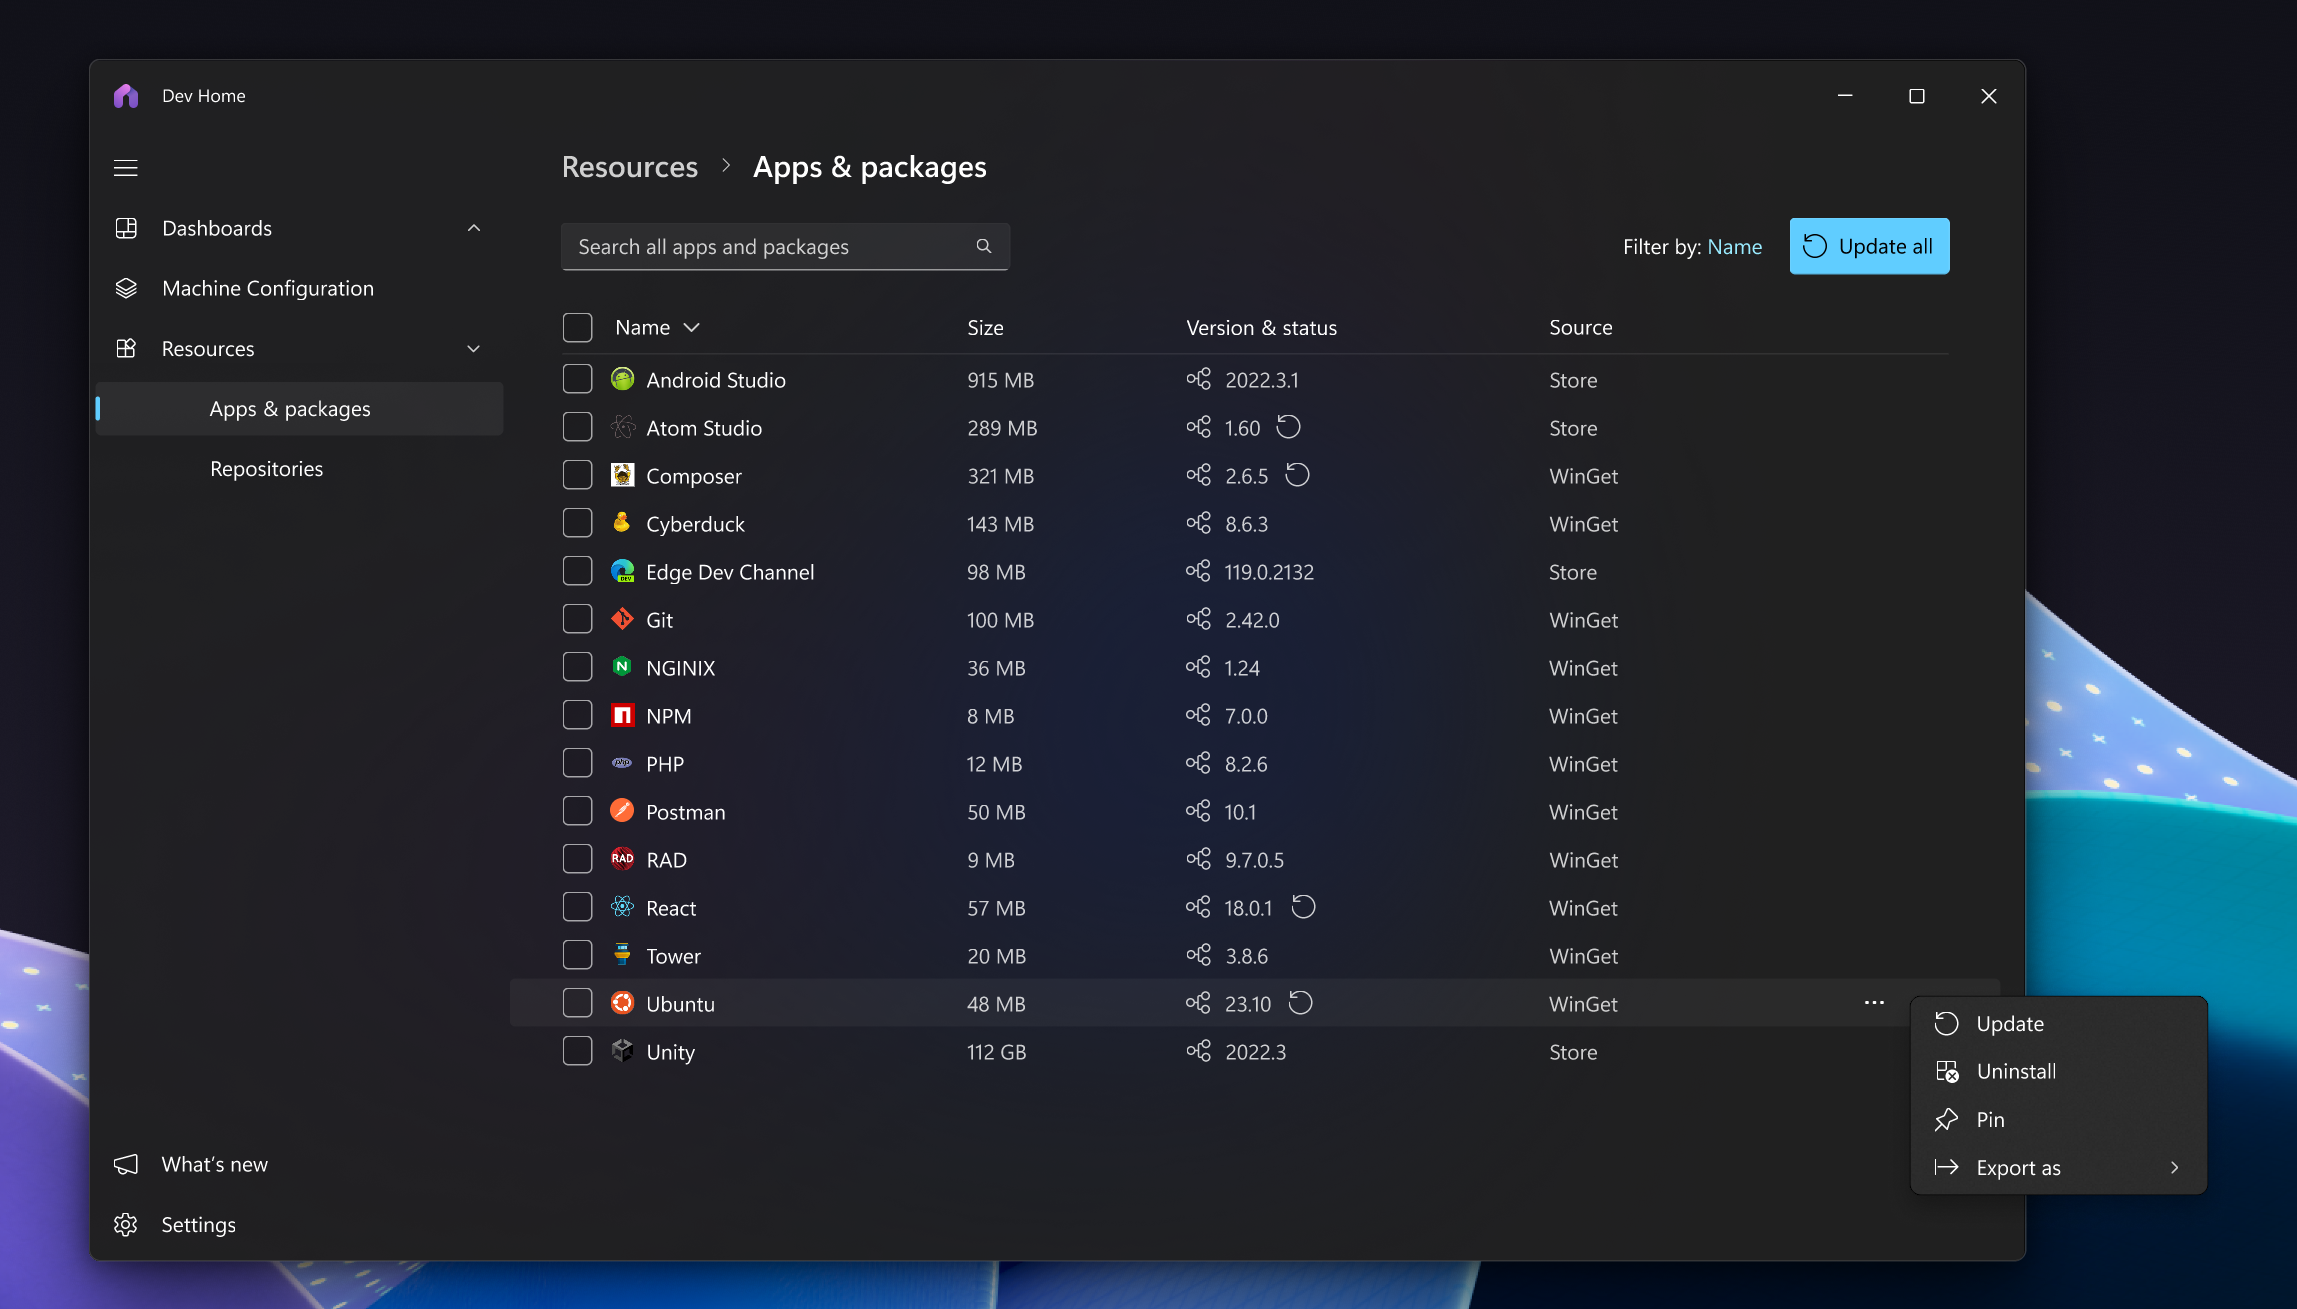 Dev Home
Resources > Apps & packages
Dashboards
Machine Configuration
Resources
Apps & packages
Repositories
What's new
Settings
Search all apps and packages
Filter by: Name
Update all
Name Size Version & status Source
Android Studio 915 MB 2022.3.1 Store
Atom Studio 289 MB 1.60 Store
Composer 321 MB 2.6.5 WinGet
Cyberduck 143 MB 8.6.3 WinGet
DEV Edge Dev Channel 98 MB 119.0.2132 Store
Git 100 MB 2.42.0 WinGet
N NGINIX 36 MB 1.24 WinGet
NPM 8 MB 7.0.0 WinGet
php PHP 12 MB 8.2.6 WinGet
Postman 50 MB 10.1 WinGet
RAD RAD 9 MB 9.7.0.5 WinGet
React 57 MB 18.0.1 WinGet
Tower 20 MB 3.8.6 WinGet
Ubuntu 48 MB 23.10 WinGet ...
Unity 112 GB 2022.3 Store
Update
Uninstall
Pin
Export as